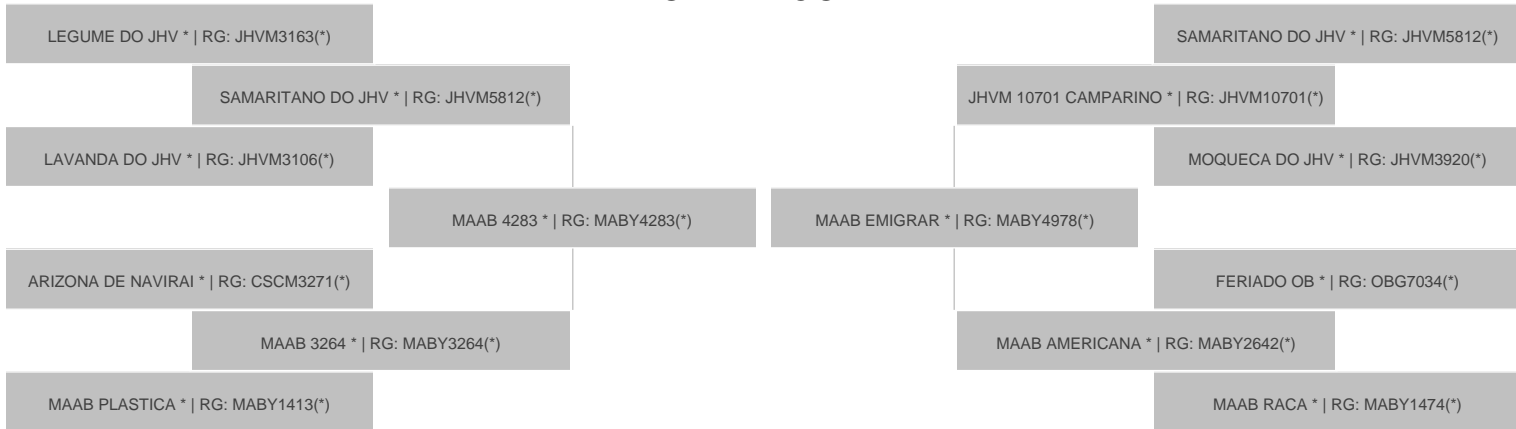 LEGUME DO JHV * | RG: JHVM3163(*)
SAMARITANO DO JHV * | RG: JHVM5812(*)
SAMARITANO DO JHV * | RG: JHVM5812(*)
JHVM 10701 CAMPARINO * | RG: JHVM10701(*)
LAVANDA DO JHV * | RG: JHVM3106(*)
MOQUECA DO JHV * | RG: JHVM3920(*)
MAAB 4283 * | RG: MABY4283(*)
MAAB EMIGRAR * | RG: MABY4978(*)
ARIZONA DE NAVIRAI * | RG: CSCM3271(*)
FERIADO OB * | RG: OBG7034(*)
MAAB 3264 * | RG: MABY3264(*)
MAAB AMERICANA * | RG: MABY2642(*)
MAAB PLASTICA * | RG: MABY1413(*)
MAAB RACA * | RG: MABY1474(*)